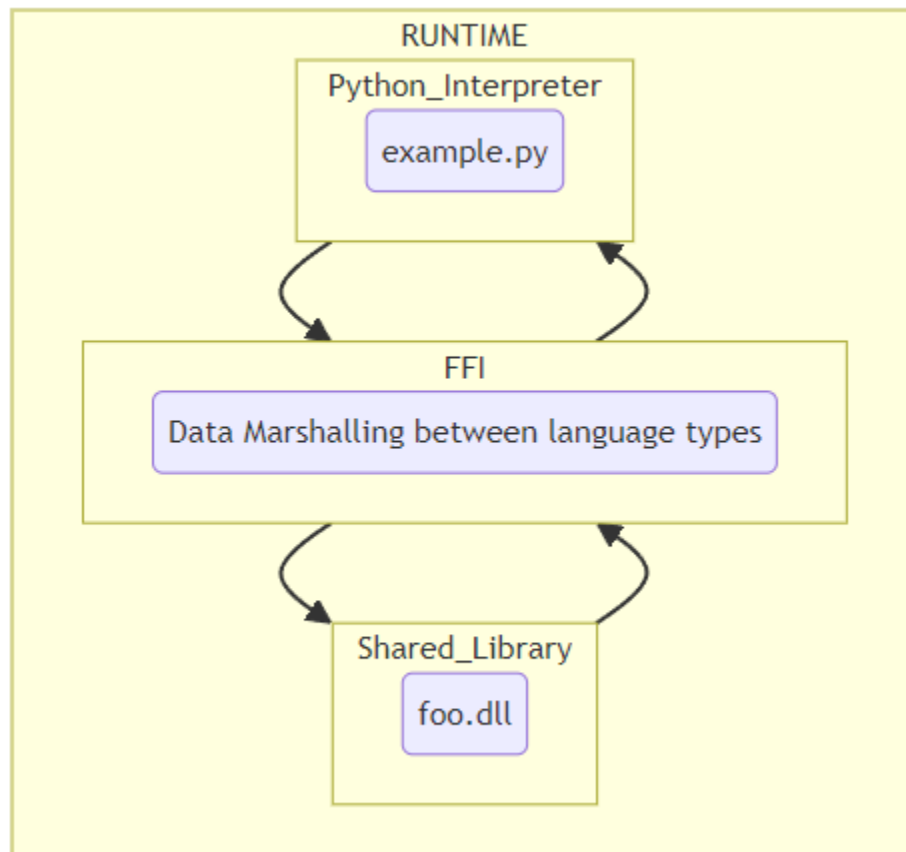 RUNTIME
Python_Interpreter
example.py
FFI
Data Marshalling between language types
Shared_Library
foo.dll